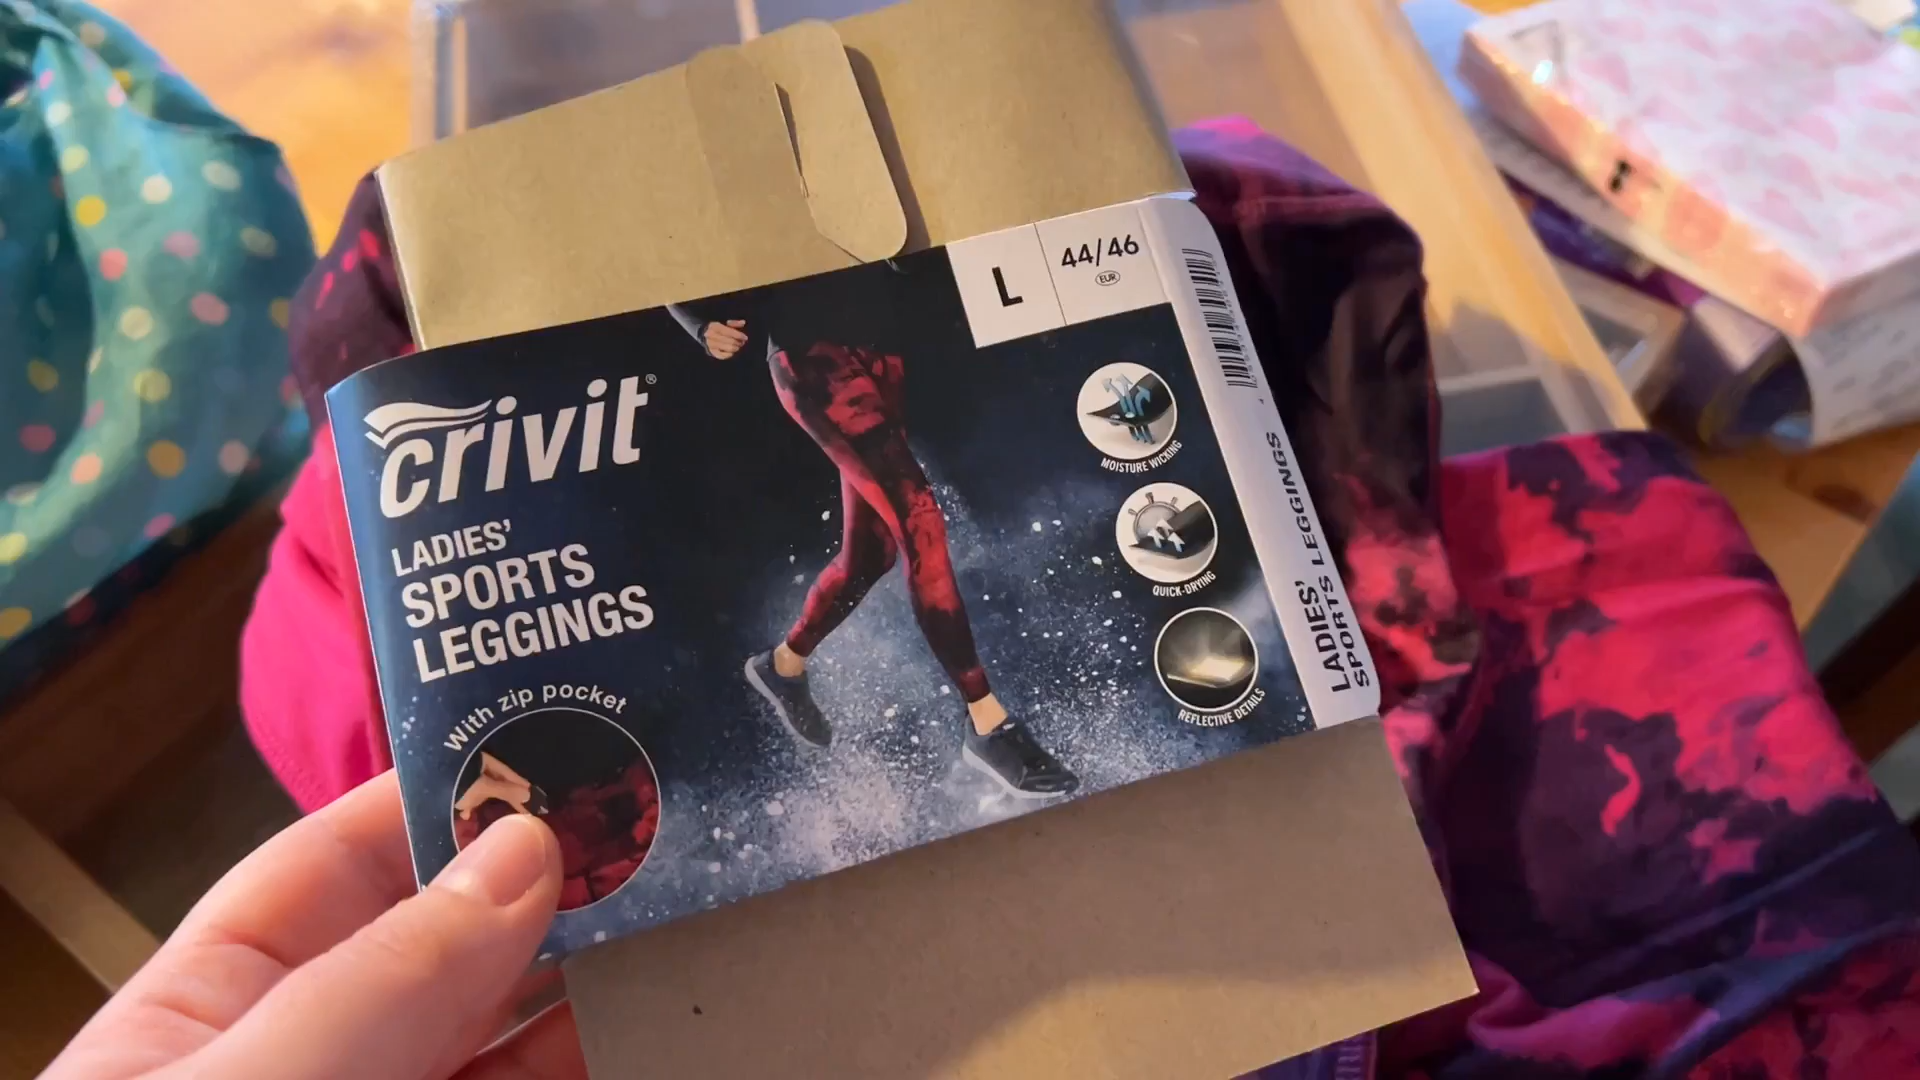 L
44/46
EUR
crivit®
LADIES'
SPORTS
LEGGINGS
With zip pocket
MOISTURE WICKING
QUICK-DRYING
REFLECTIVE DETAILS
LADIES'
SPORTS LEGGINGS